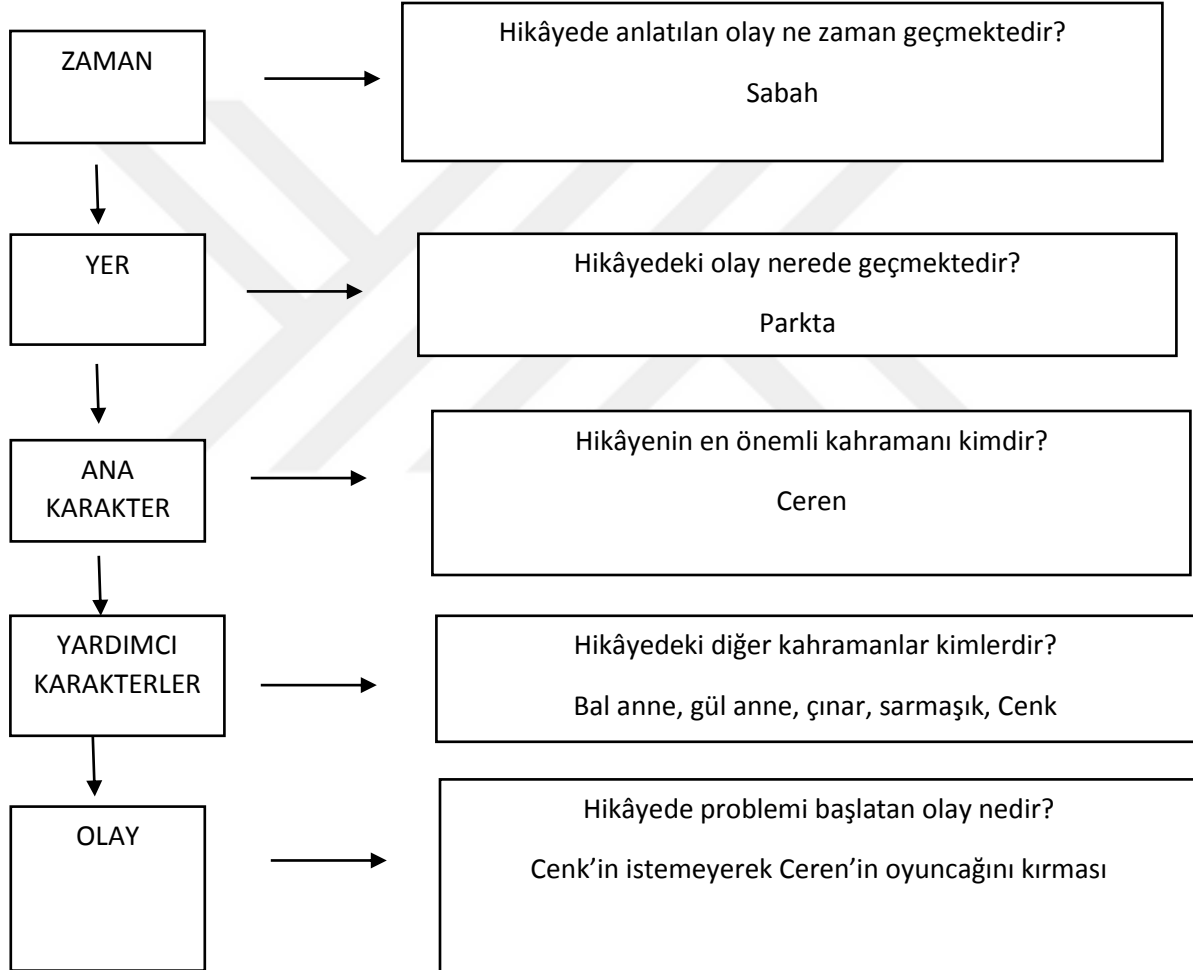 ZAMAN
Hikâyede anlatılan olay ne zaman geçmektedir?
Sabah
YER
Hikâyedeki olay nerede geçmektedir?
Parkta
ANA
KARAKTER
Hikâyenin en önemli kahramanı kimdir?
Ceren
YARDIMCI
KARAKTERLER
Hikâyedeki diğer kahramanlar kimlerdir?
Bal anne, gül anne, çınar, sarmaşık, Cenk
OLAY
Hikâyede problemi başlatan olay nedir?
Cenk’in istemeyerek Ceren’in oyuncağını kırması